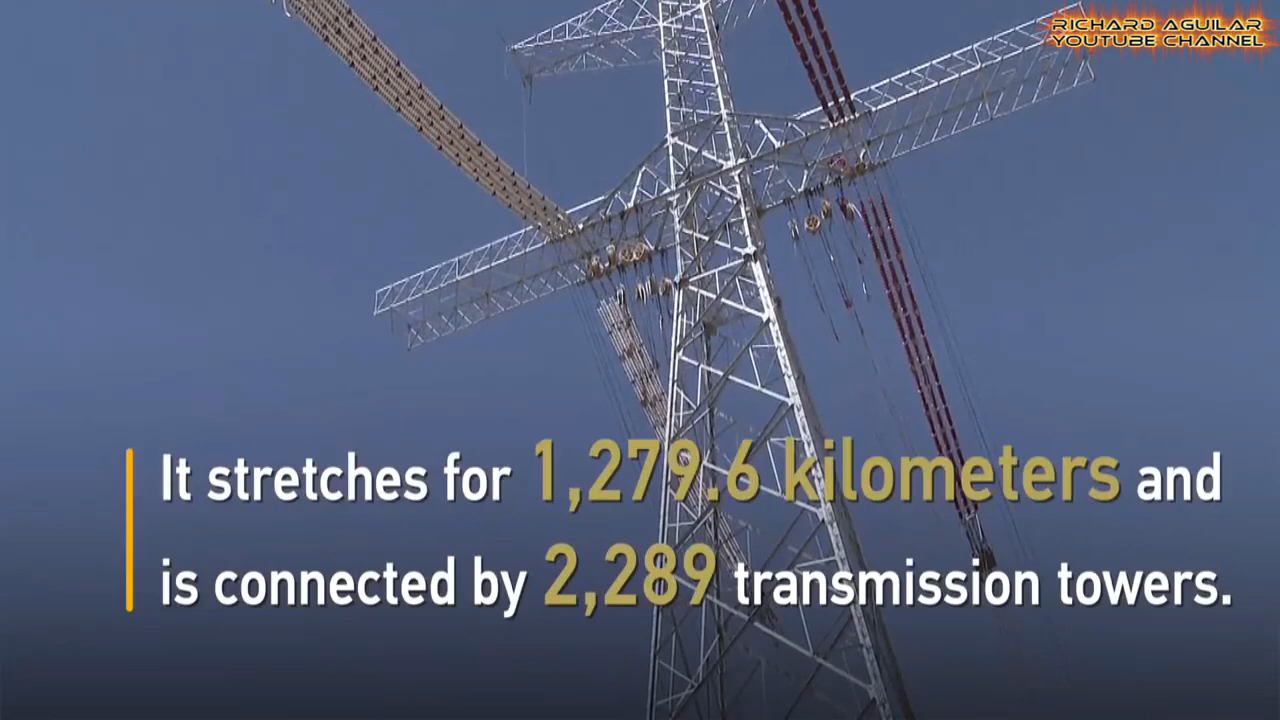 RICHARD AGUILAR
YOUTUBE CHANNEL
It stretches for 1,279.6 kilometers and
is connected by 2,289 transmission towers.